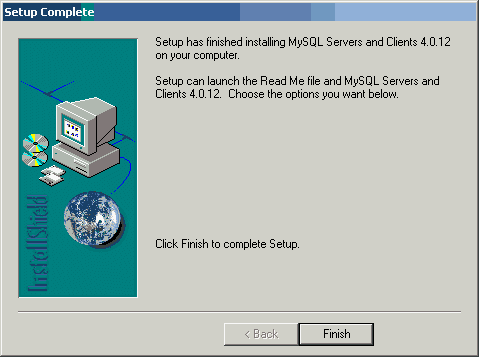 Setup Complete
Setup has finished installing MySQL Servers and Clients 4.0.12
on your computer.
Setup can launch the Read Me file and MySQL Servers and
Clients 4.0.12.  Choose the options you want below.
InstallShield
Click Finish to complete Setup.
< Back
Finish